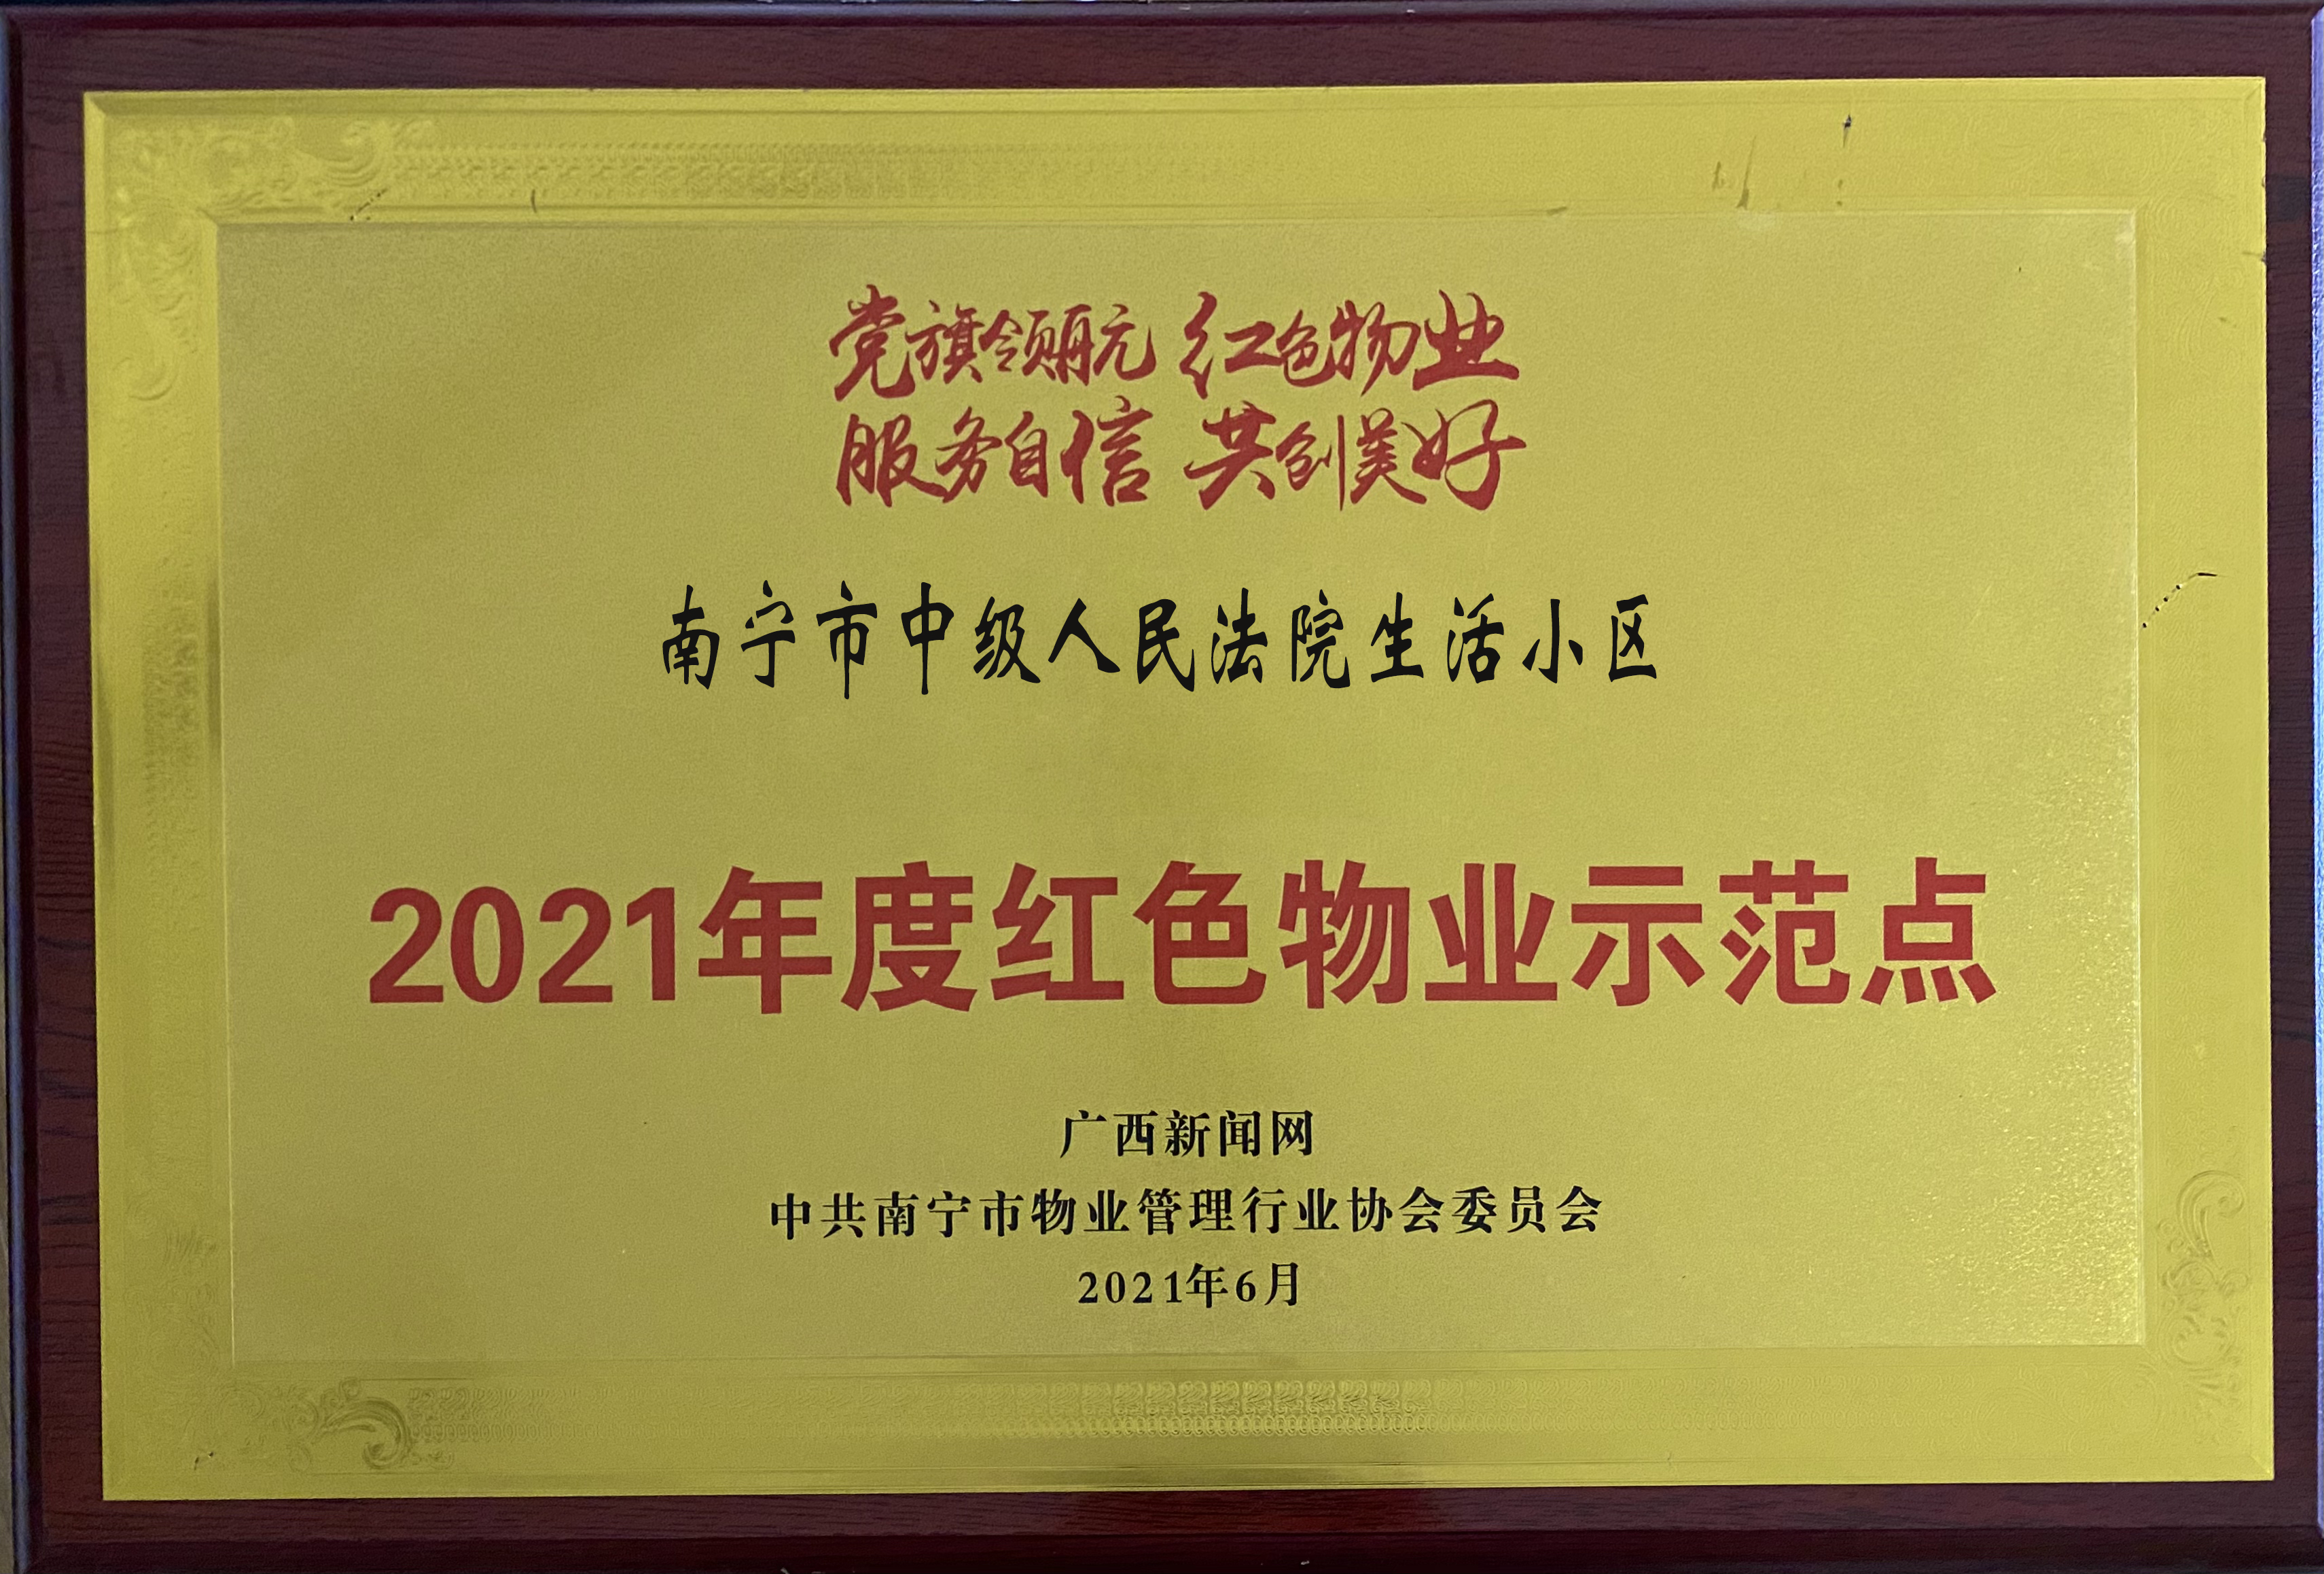 党旗领航 红色物业
服务自信 共创美好
南宁市中级人民法院生活小区
2021年度红色物业示范点
广西新闻网
中共南宁市物业管理行业协会委员会
2021年6月